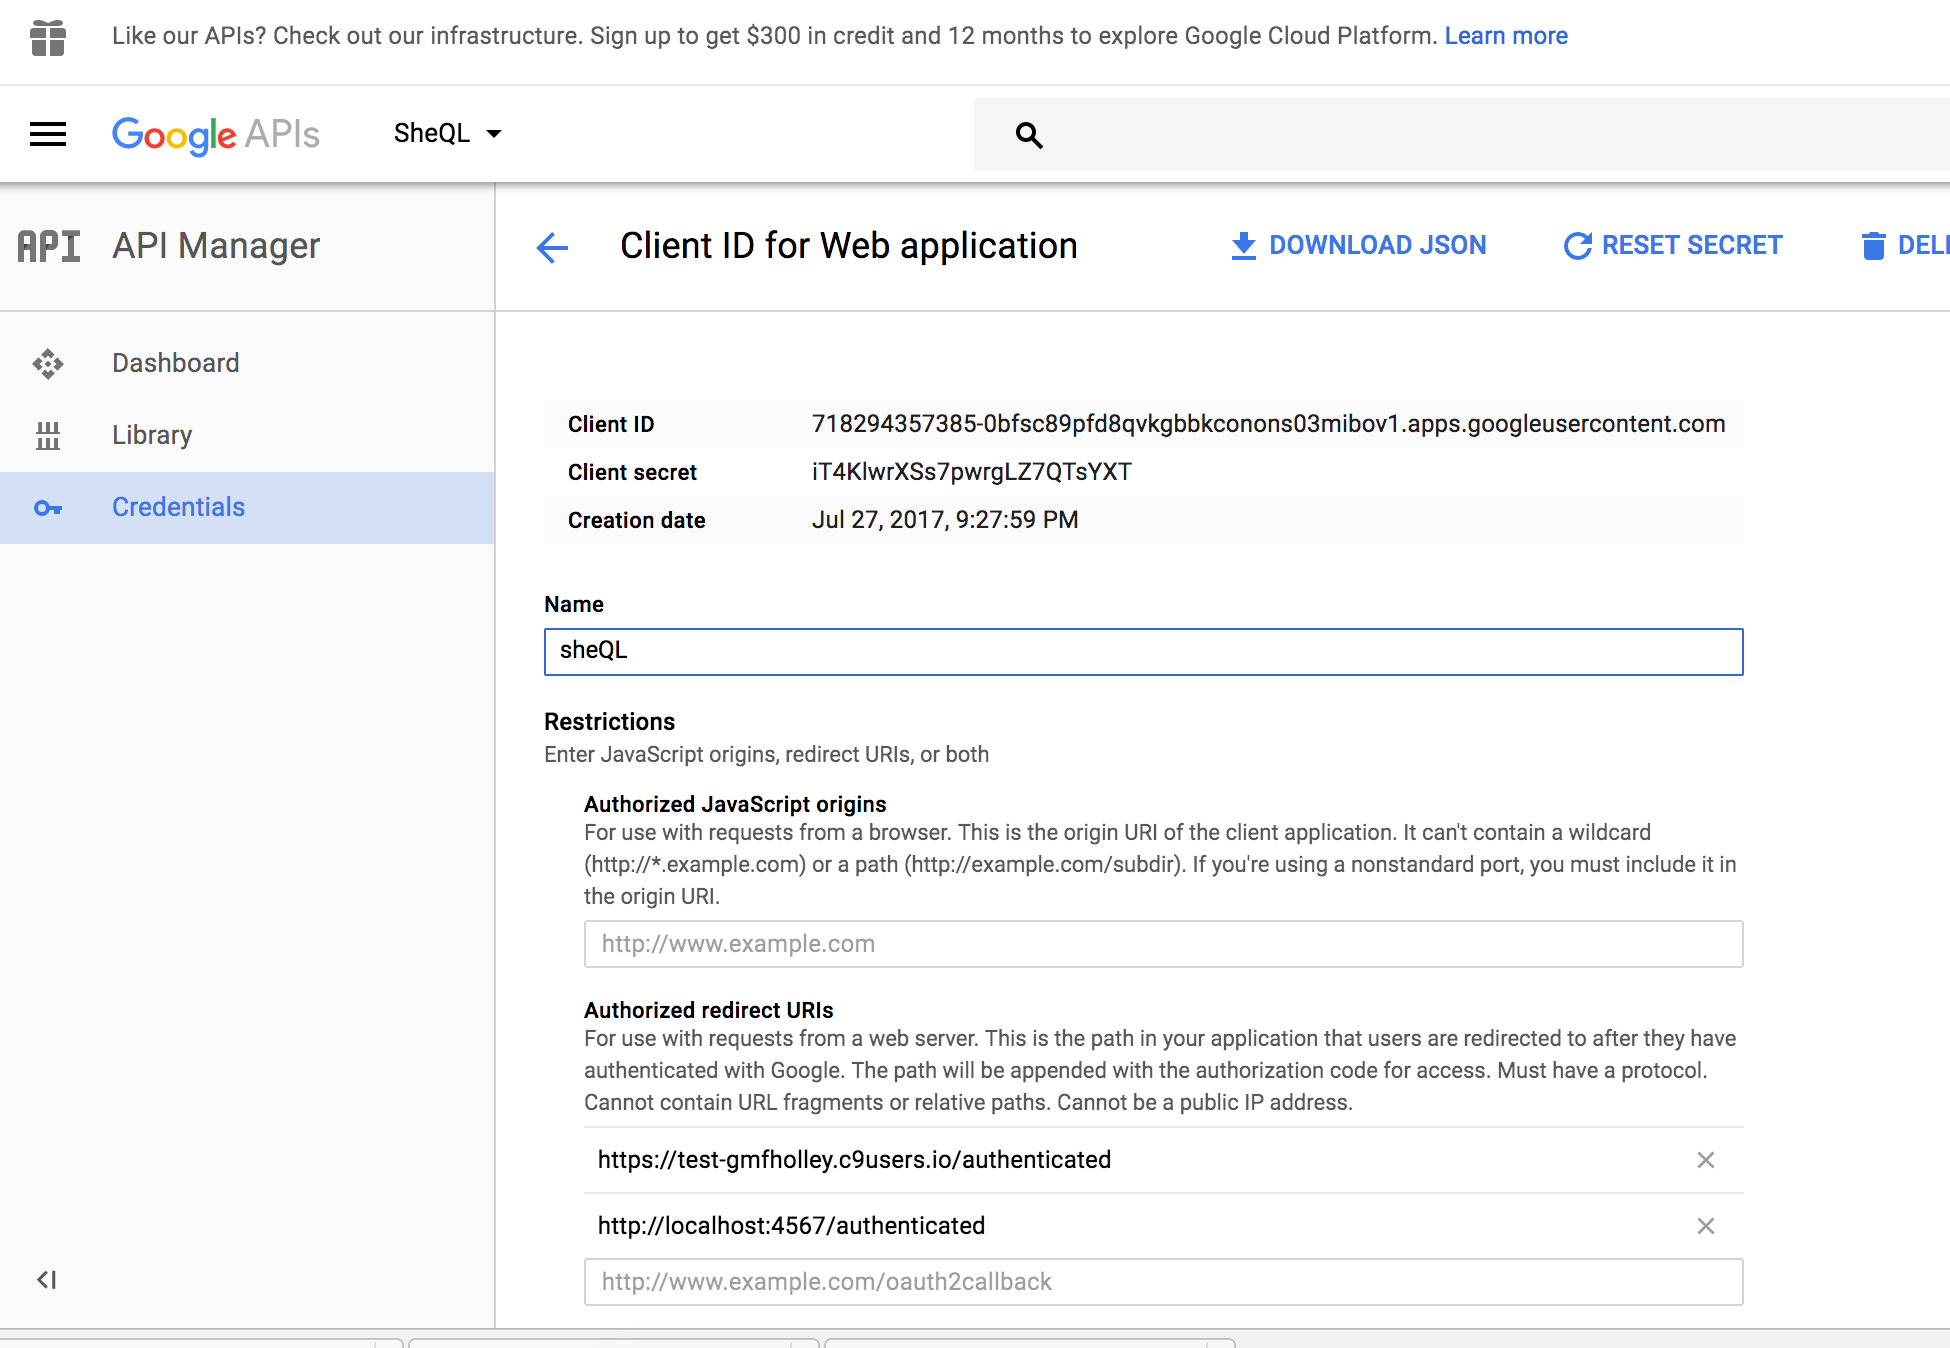 Like our APIs? Check out our infrastructure. Sign up to get $300 in credit and 12 months to explore Google Cloud Platform. Learn more
Google APIs SheQL
API API Manager
Client ID for Web application DOWNLOAD JSON RESET SECRET DELE
Dashboard
Library
Credentials
Client ID 718294357385-0bfsc89pfd8qvkgbbkconons03mibov1.apps.googleusercontent.com
Client secret iT4KlwrXSs7pwrgLZ7QTsYXT
Creation date Jul 27, 2017, 9:27:59 PM
Name
sheQL
Restrictions
Enter JavaScript origins, redirect URIs, or both
Authorized JavaScript origins
For use with requests from a browser. This is the origin URI of the client application. It can't contain a wildcard
(http://*.example.com) or a path (http://example.com/subdir). If you're using a nonstandard port, you must include it in
the origin URI.
http://www.example.com
Authorized redirect URIs
For use with requests from a web server. This is the path in your application that users are redirected to after they have
authenticated with Google. The path will be appended with the authorization code for access. Must have a protocol.
Cannot contain URL fragments or relative paths. Cannot be a public IP address.
https://test-gmfholley.c9users.io/authenticated
http://localhost:4567/authenticated
http://www.example.com/oauth2callback